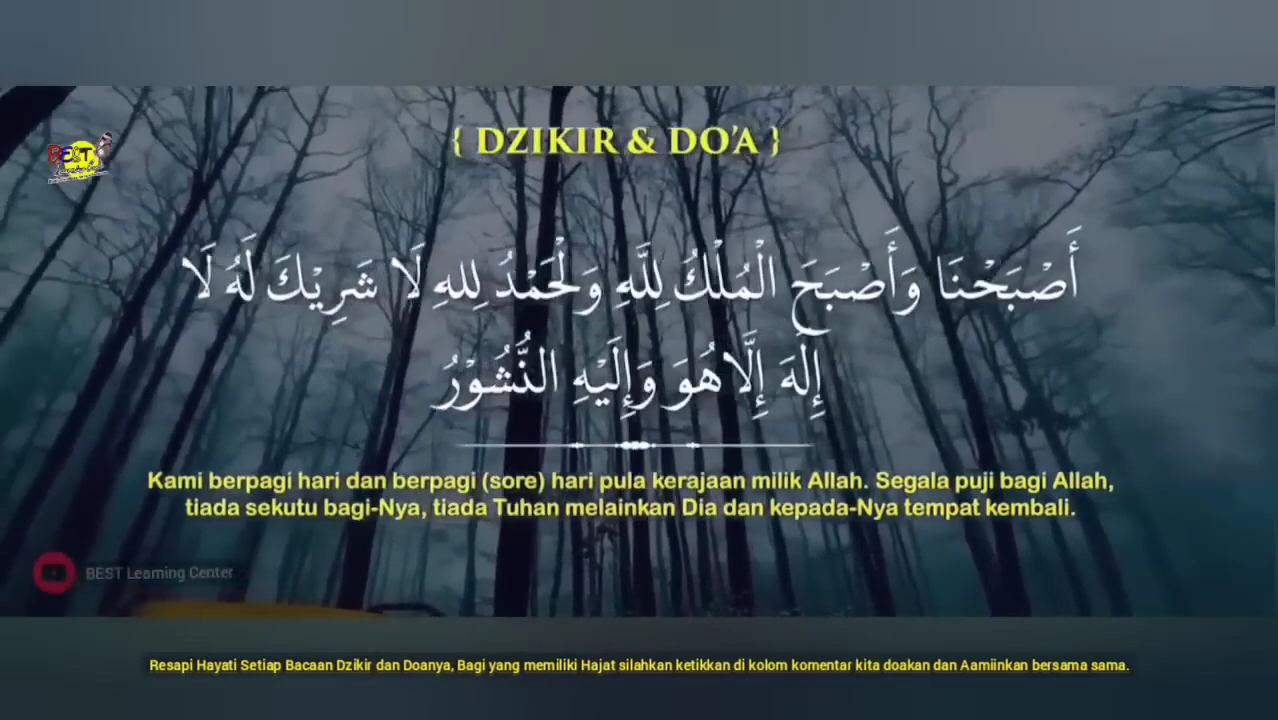 { DZIKIR & DO'A }
BEST
أَصْبَحْنَا وَأَصْبَحَ الْمُلْكُ لِلَّهِ وَلْحَمْدُ لِلهِ لَا شَرِيْكَ لَهُ لَا
إِلَهَ إِلَّا هُوَ وَإِلَيْهِ النُّشُوْرُ
Kami berpagi hari dan berpagi (sore) hari pula kerajaan milik Allah. Segala puji bagi Allah,
tiada sekutu bagi-Nya, tiada Tuhan melainkan Dia dan kepada-Nya tempat kembali.
BEST Learning Center
Resapi Hayati Setiap Bacaan Dzikir dan Doanya, Bagi yang memiliki Hajat silahkan ketikkan di kolom komentar kita doakan dan Aamiinkan bersama sama.